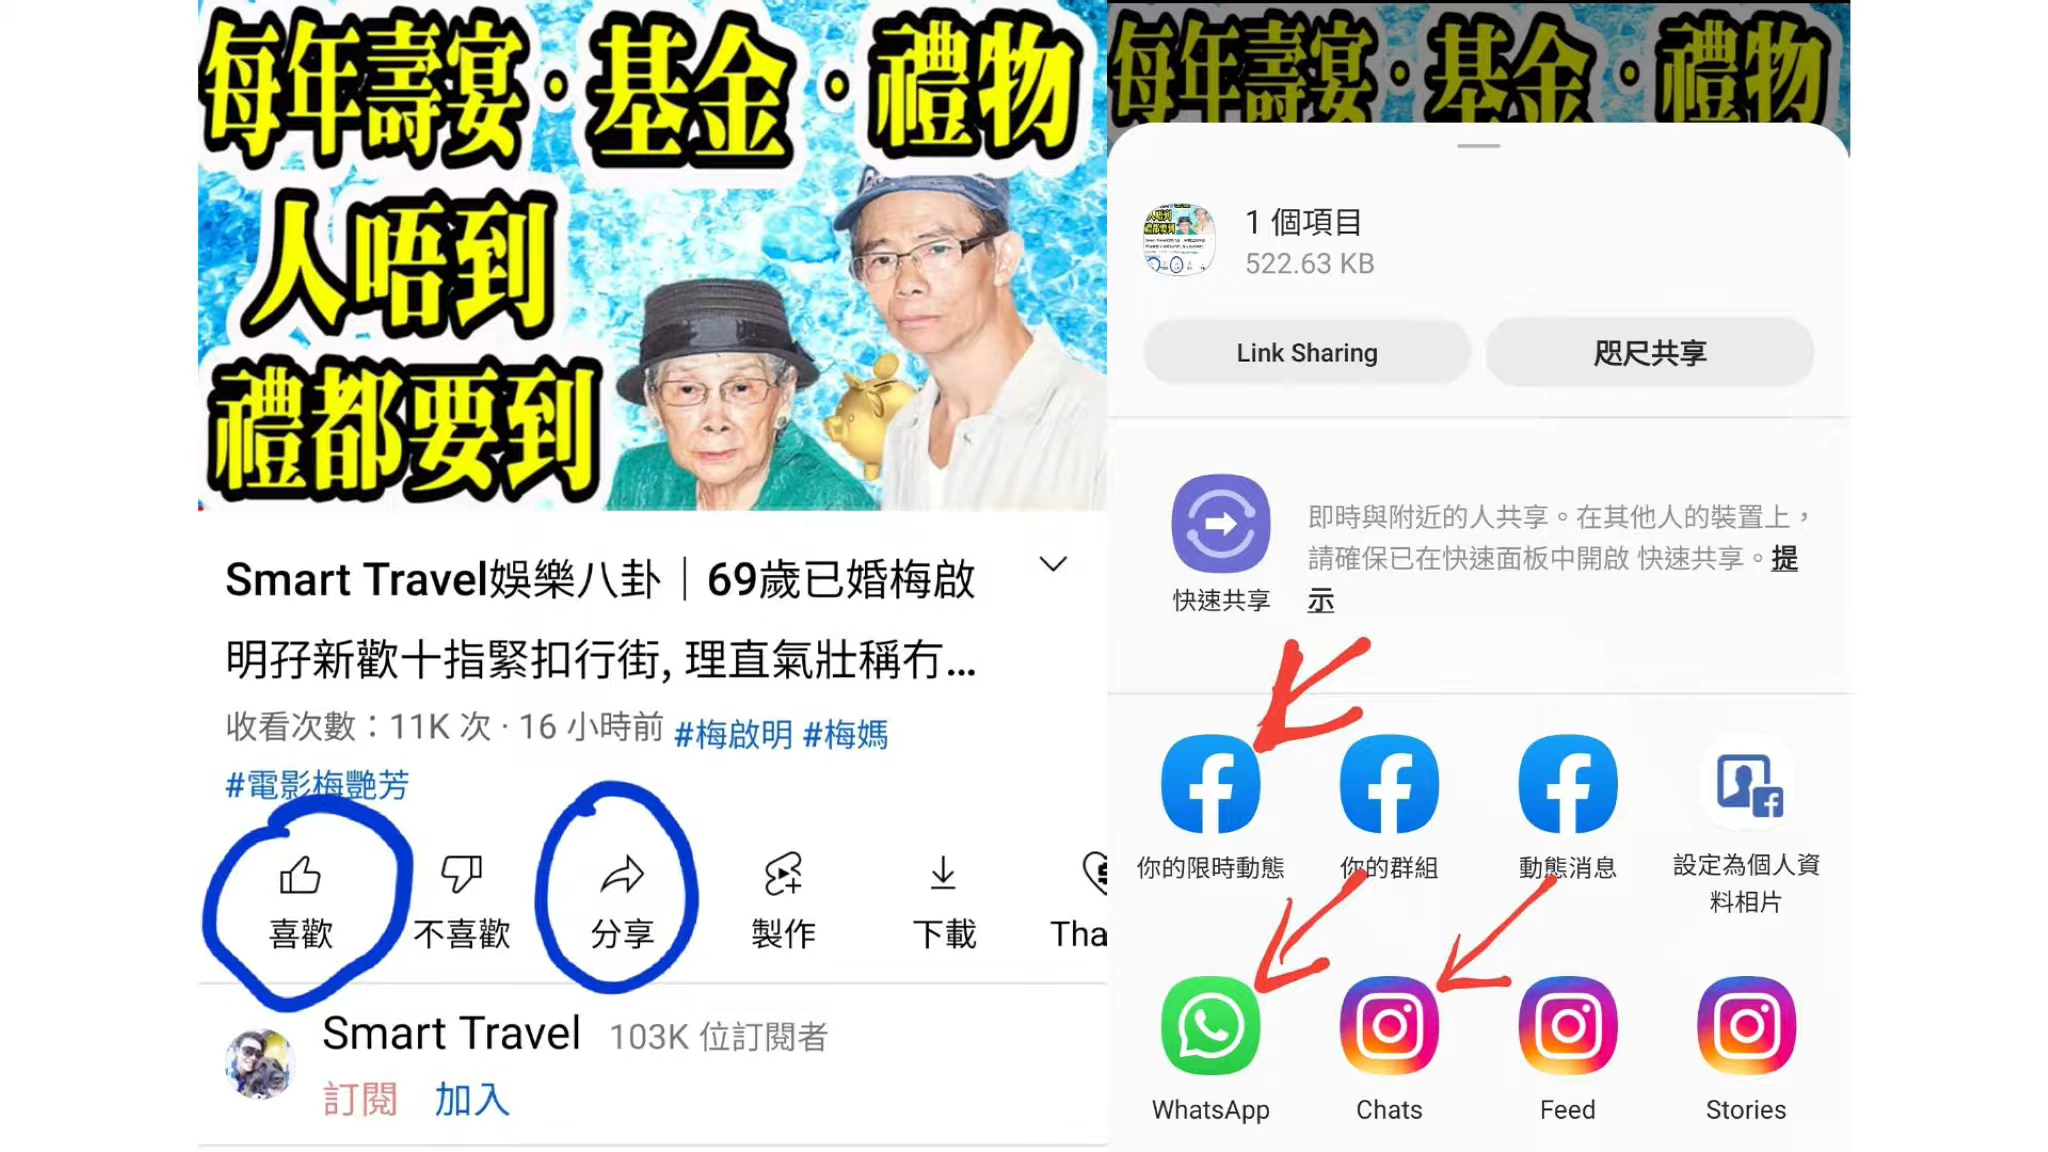 每年壽宴·基金·禮物
人唔到
禮都要到
Smart Travel娛樂八卦｜69歲已婚梅啟
明孖新歡十指緊扣行街, 理直氣壯稱冇...
收看次數：11K 次 · 16 小時前 #梅啟明 #梅媽
#電影梅艷芳
喜歡
不喜歡
分享
製作
下載
Tha
Smart Travel 103K 位訂閱者
訂閱 加入
每年壽宴·基金·禮物
1 個項目
522.63 KB
Link Sharing
咫尺共享
快速共享
即時與附近的人共享。在其他人的裝置上，
請確保已在快速面板中開啟 快速共享。提
示
你的限時動態
你的群組
動態消息
設定為個人資
料相片
WhatsApp
Chats
Feed
Stories